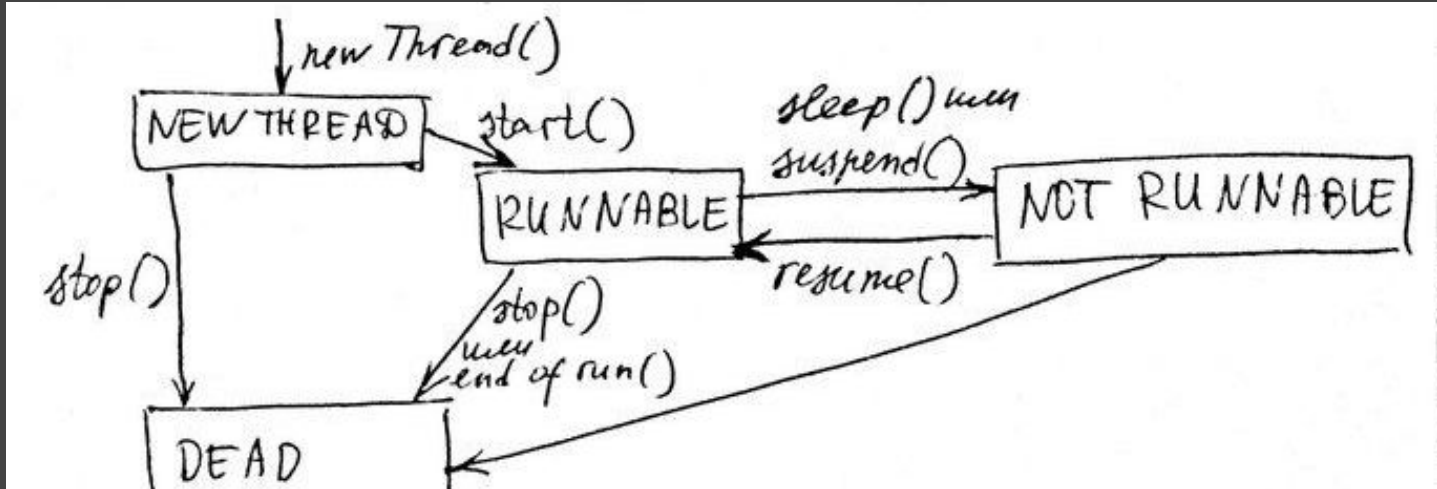 new Thread()
NEW THREAD
start()
sleep() или
suspend()
RUNNABLE
NOT RUNNABLE
resume()
stop()
stop()
или
end of run()
DEAD